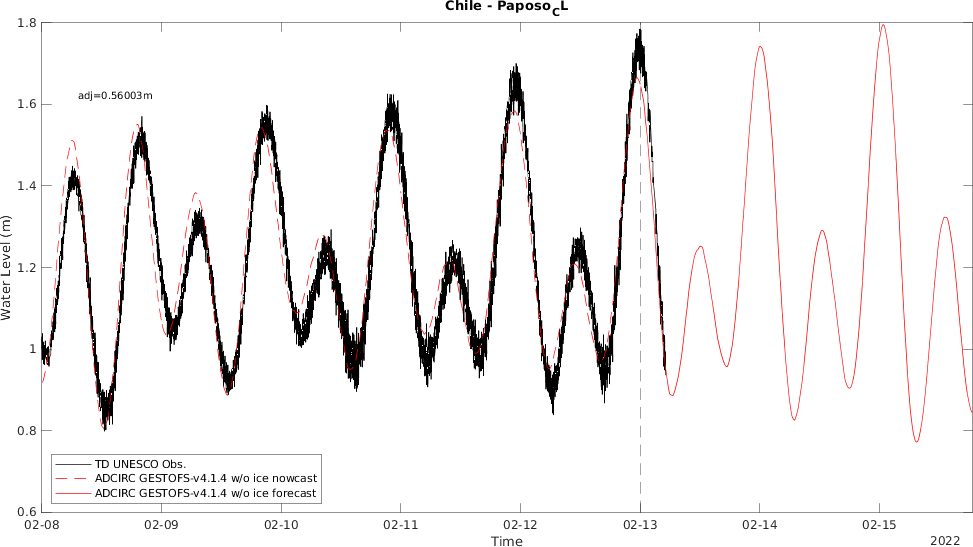 Chile - Paposo_CL
1.8
1.6
1.4
1.2
1
0.8
0.6
Water Level (m)
adj=0.56003m
TD UNESCO Obs.
ADCIRC GESTOFS-v4.1.4 w/o ice nowcast
ADCIRC GESTOFS-v4.1.4 w/o ice forecast
02-08 02-09 02-10 02-11 02-12 02-13 02-14 02-15
Time
2022